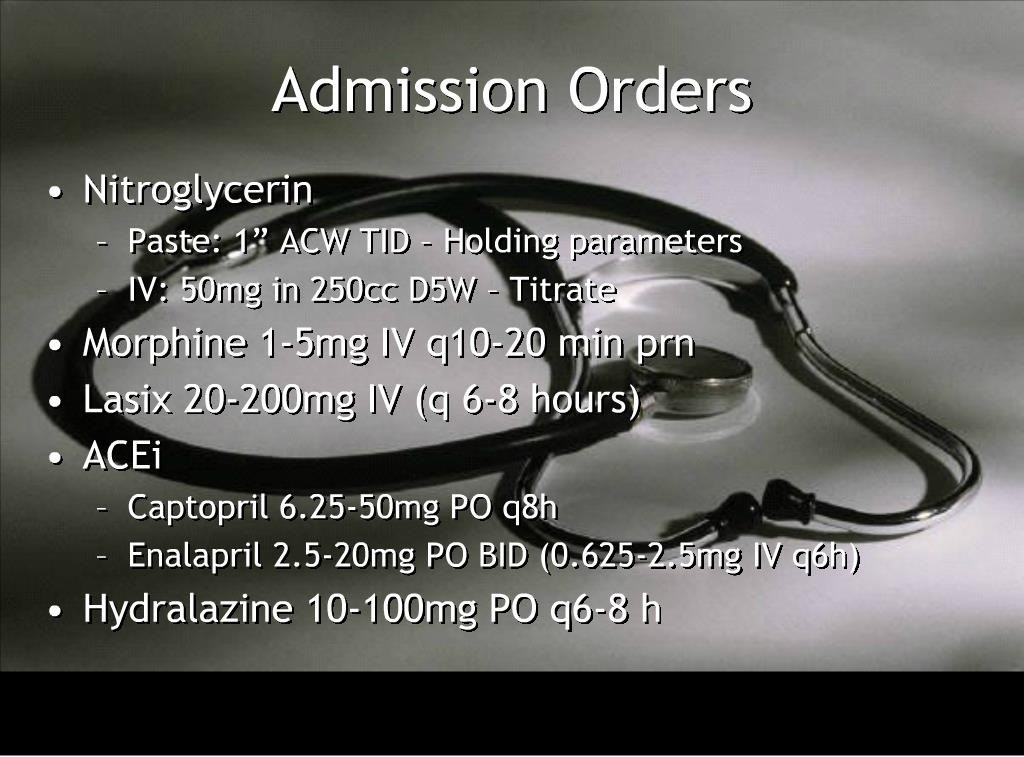 Admission Orders
• Nitroglycerin
– Paste: 1” ACW TID – Holding parameters
– IV: 50mg in 250cc D5W – Titrate
• Morphine 1-5mg IV q10-20 min prn
• Lasix 20-200mg IV (q 6-8 hours)
• ACEi
– Captopril 6.25-50mg PO q8h
– Enalapril 2.5-20mg PO BID (0.625-2.5mg IV q6h)
• Hydralazine 10-100mg PO q6-8 h